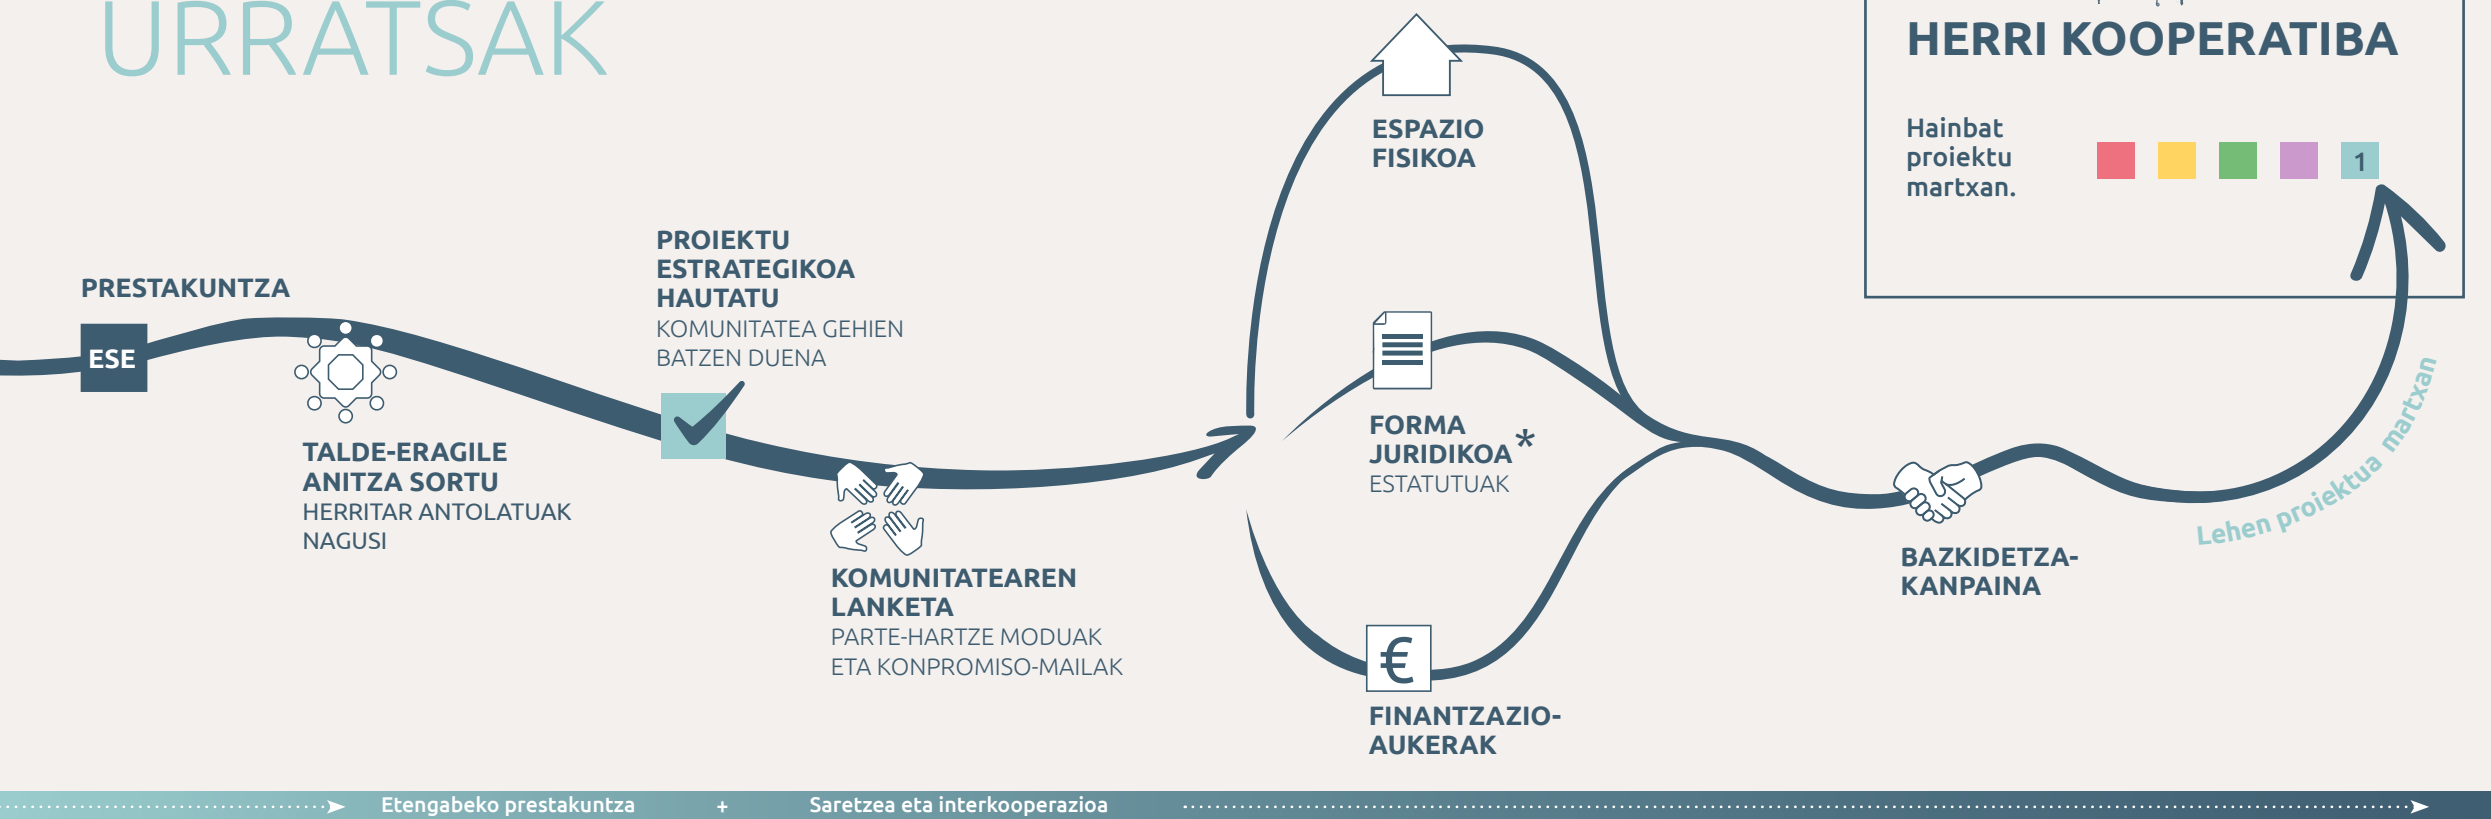 URRATSAK
PRESTAKUNTZA
ESE
TALDE-ERAGILE
ANITZA SORTU
HERRITAR ANTOLATUAK
NAGUSI
PROIEKTU
ESTRATEGIKOA
HAUTATU
KOMUNITATEA GEHIEN
BATZEN DUENA
KOMUNITATEAREN
LANKETA
PARTE-HARTZE MODUAK
ETA KONPROMISO-MAILAK
ESPAZIO
FISIKOA
FORMA
JURIDIKOA*
ESTATUTUAK
€
FINANTZAZIO-
AUKERAK
BAZKIDETZA-
KANPAINA
Lehen proiektua martxan
HERRI KOOPERATIBA
Hainbat
proiektu
martxan.
1
Etengabeko prestakuntza + Saretzea eta interkooperazioa